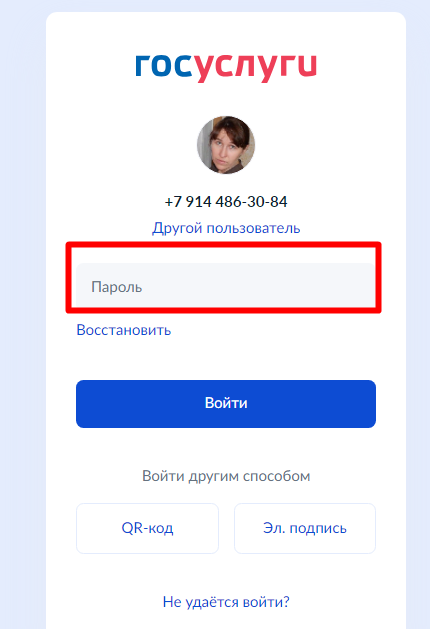 госуслуги
+7 914 486-30-84
Другой пользователь
Пароль
Восстановить
Войти
Войти другим способом
QR-код Эл. подпись
Не удаётся войти?